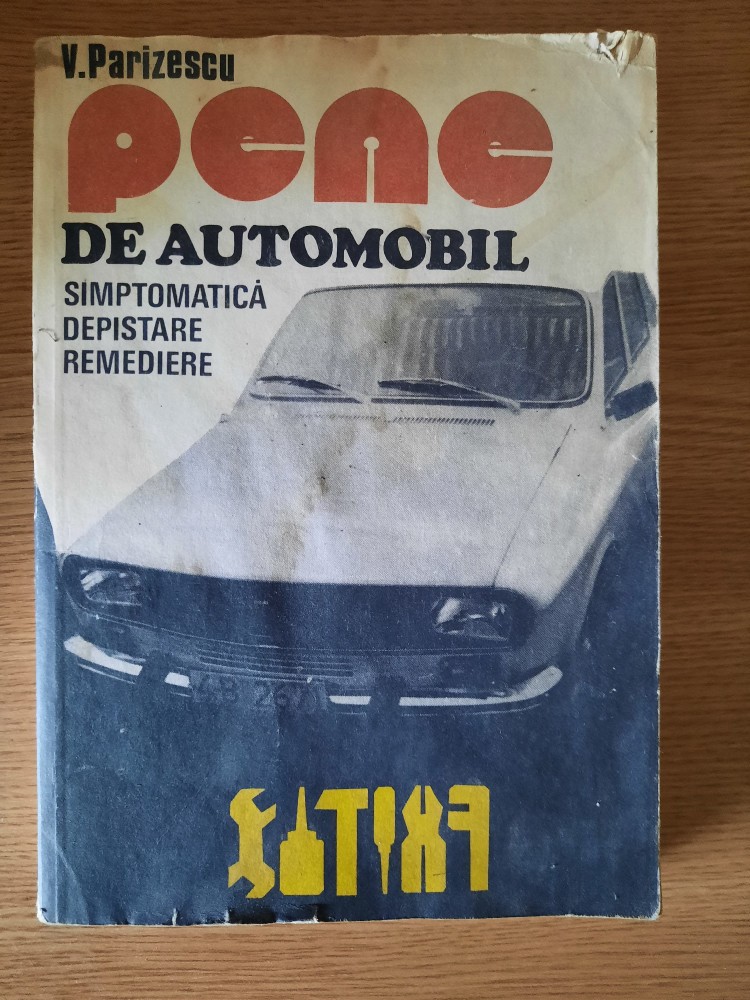 V.Parizescu
pene
DE AUTOMOBIL
SIMPTOMATICĂ
DEPISTARE
REMEDIERE